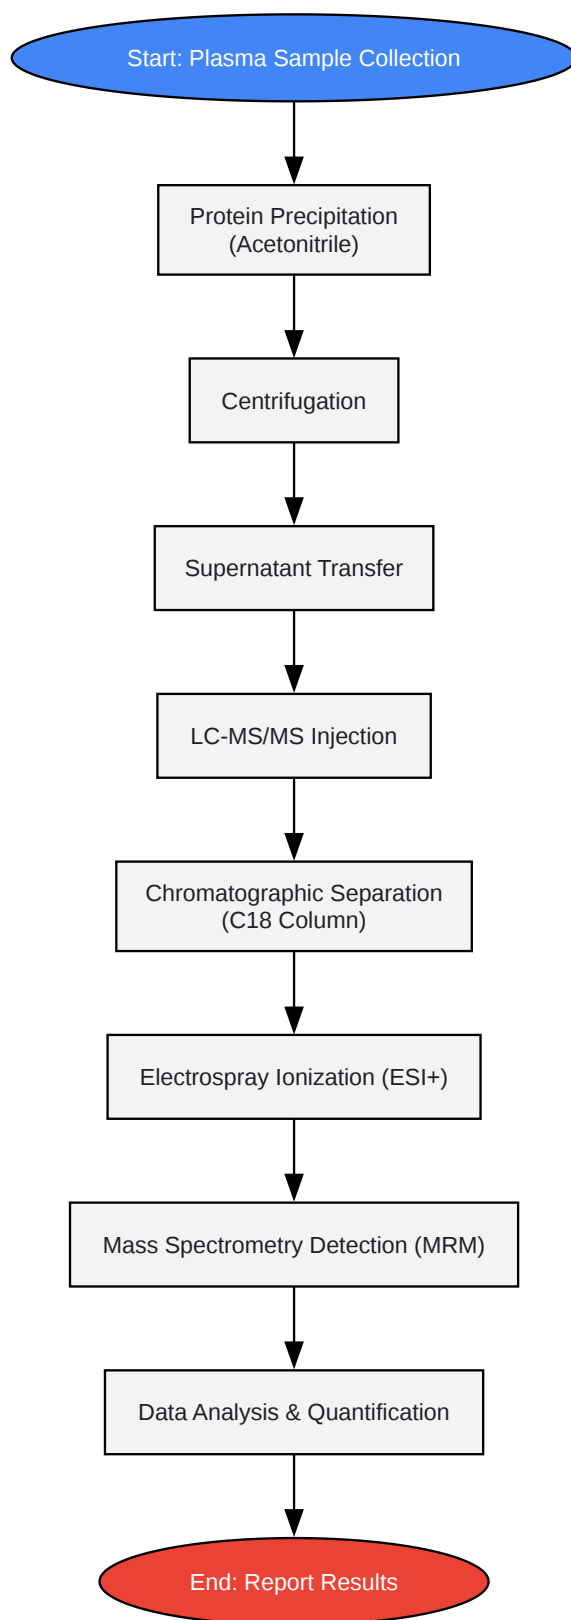 Start: Plasma Sample Collection
Protein Precipitation
(Acetonitrile)
Centrifugation
Supernatant Transfer
LC-MS/MS Injection
Chromatographic Separation
(C18 Column)
Electrospray Ionization (ESI+)
Mass Spectrometry Detection (MRM)
Data Analysis & Quantification
End: Report Results